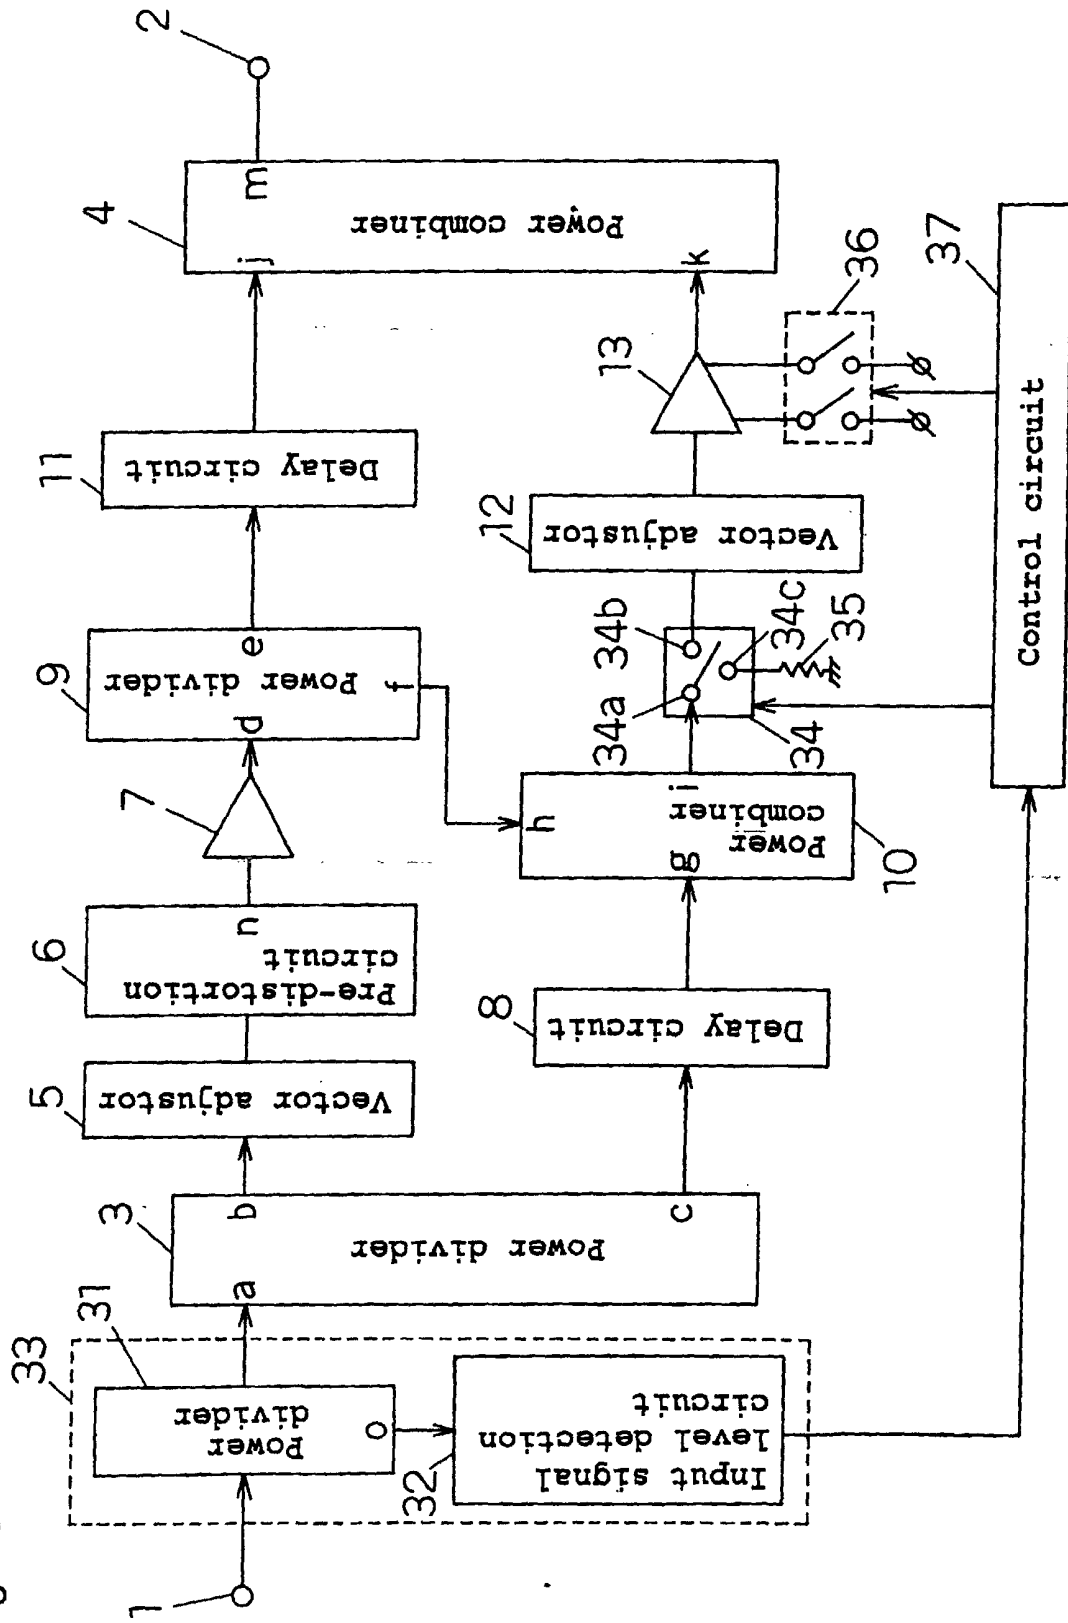 1
2
33
31
Power
divider
o
32
Input signal
level detection
circuit
3
a
b
c
Power divider
5
Vector adjustor
6
Pre-distortion
circuit
n
7
8
Delay circuit
9
d
e
f
Power divider
10
g
h
i
Power
combiner
11
Delay circuit
34a
34b
34c
34
35
12
Vector adjustor
13
36
4
j
k
m
Power combiner
37
Control circuit